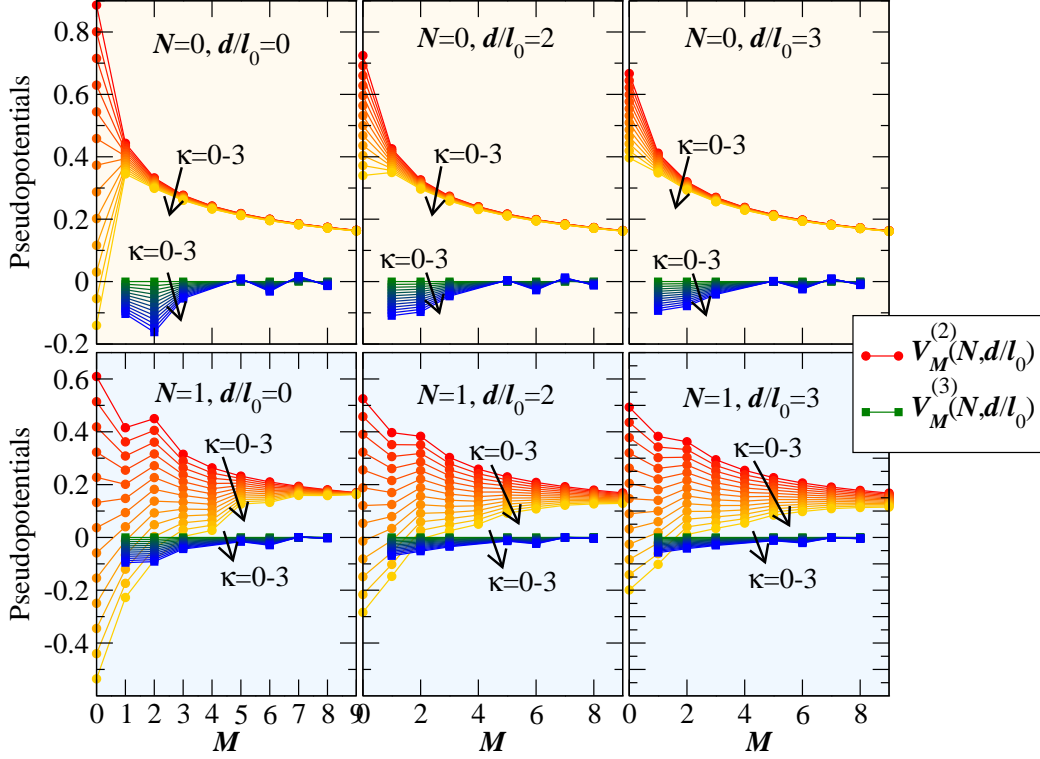 N=0, d/l0=0
N=0, d/l0=2
N=0, d/l0=3
Pseudopotentials
0.8
0.6
0.4
0.2
0
-0.2
κ=0-3
κ=0-3
κ=0-3
κ=0-3
κ=0-3
κ=0-3
VM(2)(N,d/l0)
VM(3)(N,d/l0)
N=1, d/l0=0
N=1, d/l0=2
N=1, d/l0=3
Pseudopotentials
0.6
0.4
0.2
0
-0.2
-0.4
κ=0-3
κ=0-3
κ=0-3
κ=0-3
κ=0-3
κ=0-3
0 1 2 3 4 5 6 7 8 9
0 2 4 6 8
0 2 4 6 8
M
M
M